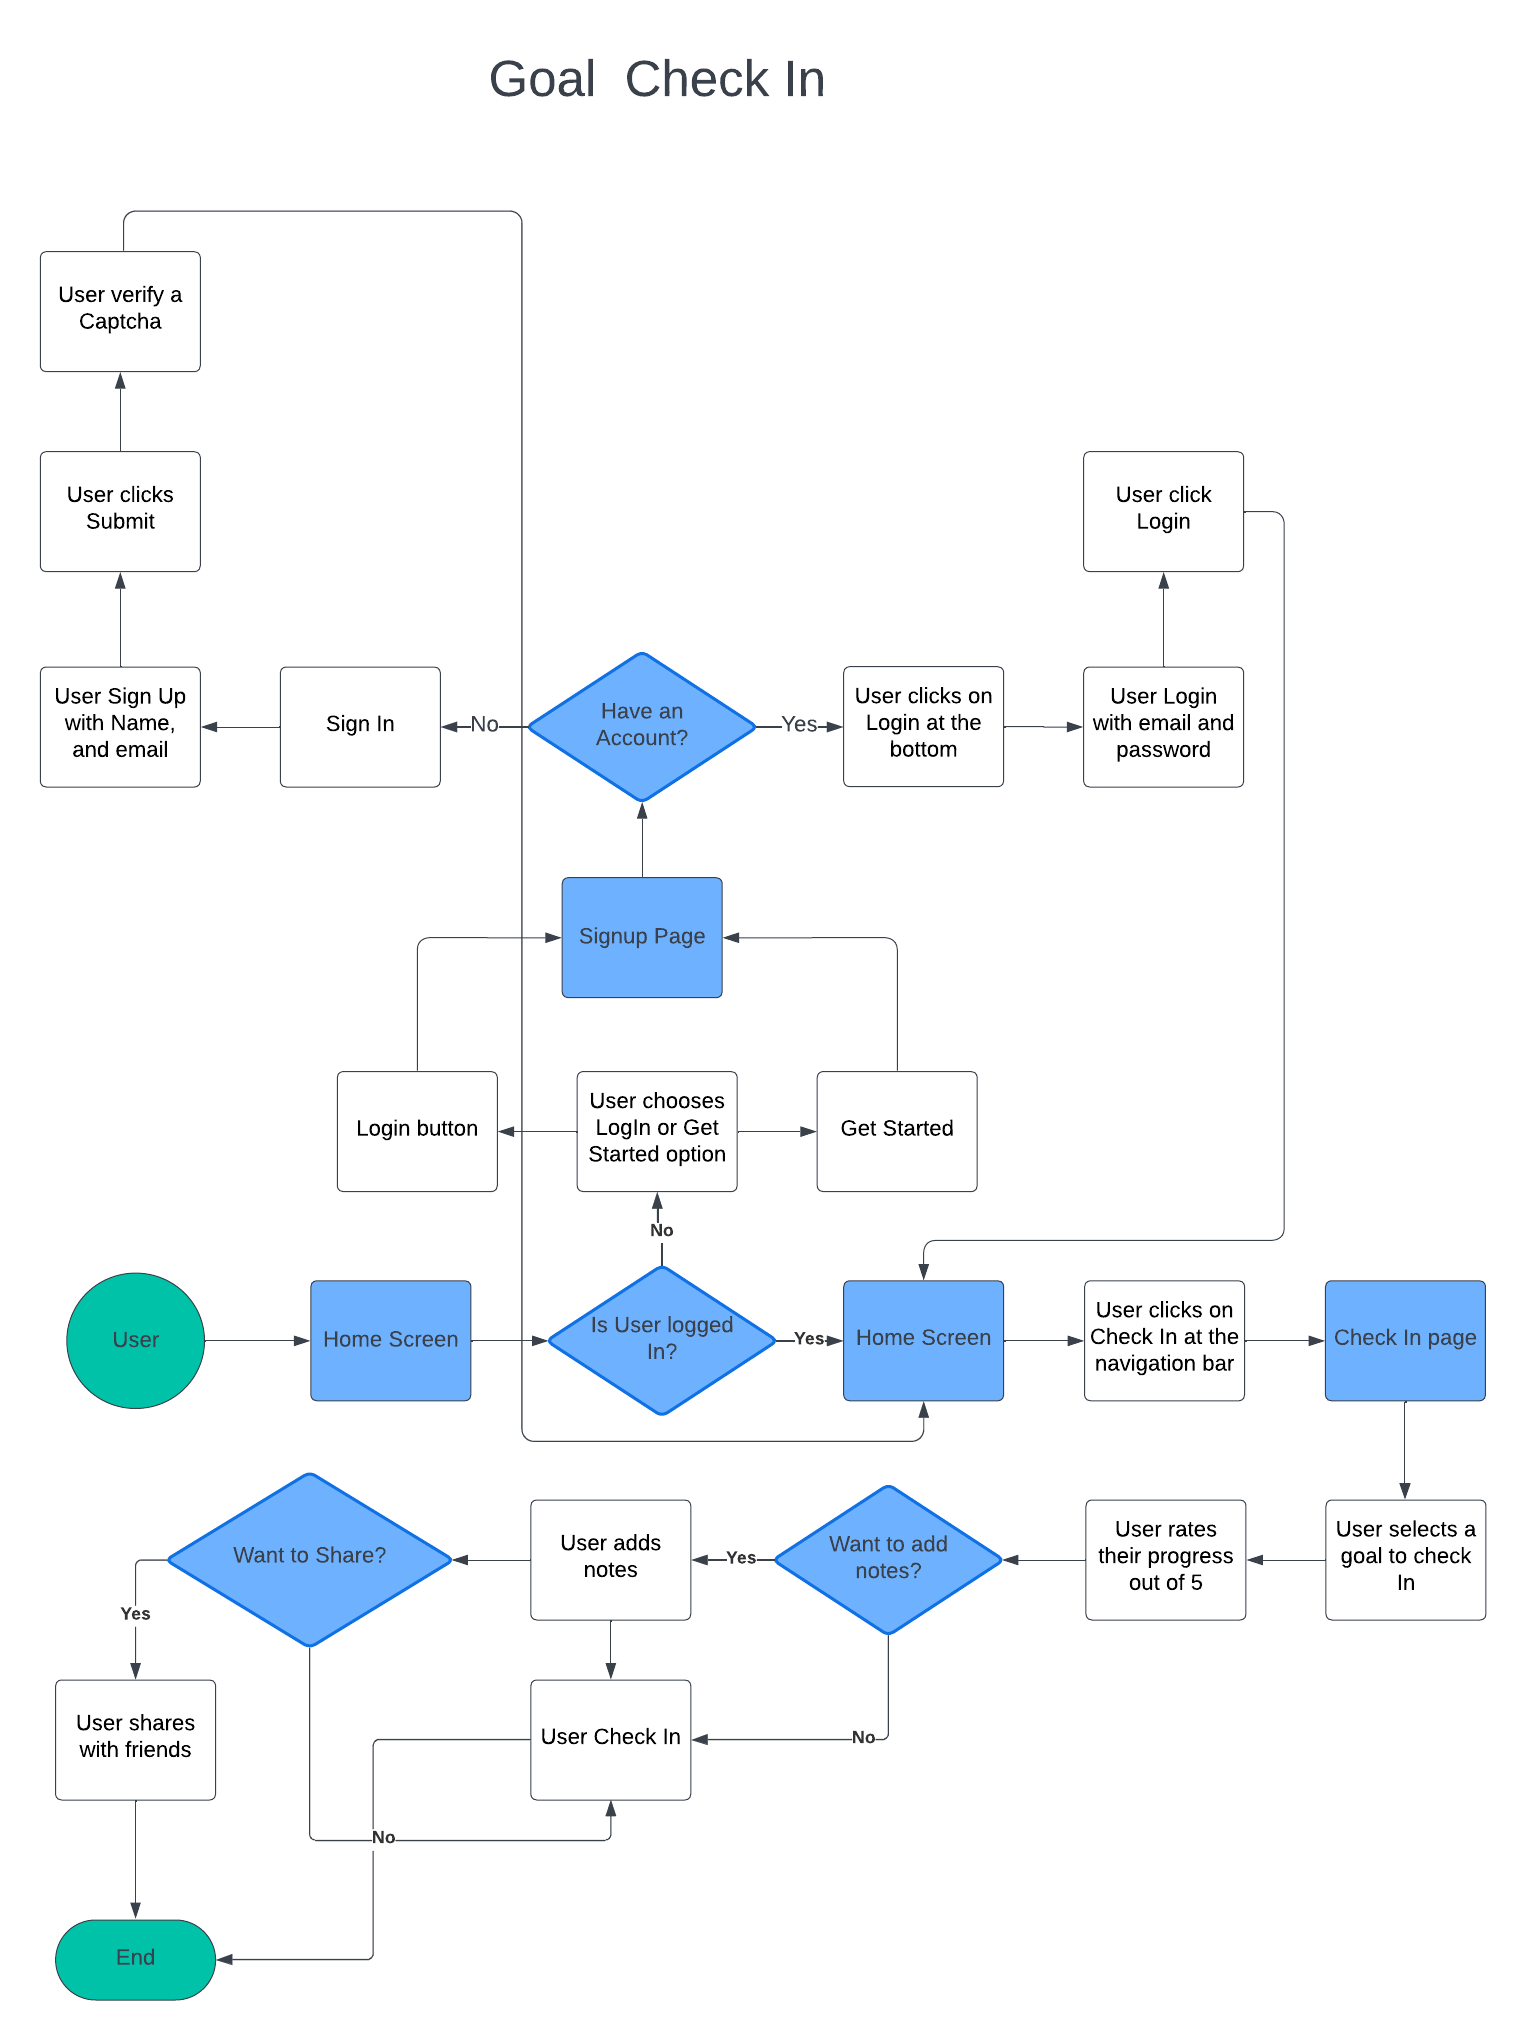 Goal  Check In
User verify a
Captcha
User clicks
Submit
User click
Login
User Sign Up
with Name,
and email
Sign In
No
Have an
Account?
Yes
User clicks on
Login at the
bottom
User Login
with email and
password
Signup Page
Login button
User chooses
LogIn or Get
Started option
Get Started
No
User
Home Screen
Is User logged
In?
Yes
Home Screen
User clicks on
Check In at the
navigation bar
Check In page
Want to Share?
User adds
notes
Yes
Want to add
notes?
User rates
their progress
out of 5
User selects a
goal to check
In
Yes
User shares
with friends
User Check In
No
No
End